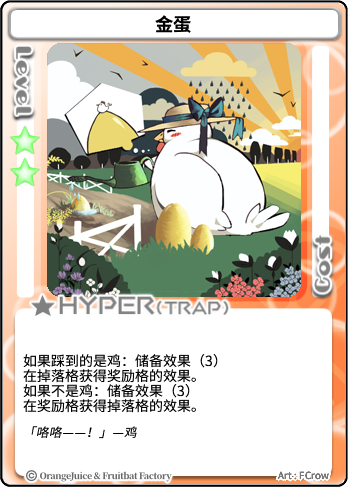 金蛋
Level
Cost
HYPER(TRAP)
如果踩到的是鸡：储备效果（3）
在掉落格获得奖励格的效果。
如果不是鸡：储备效果（3）
在奖励格获得掉落格的效果。
「咯咯——！」—鸡
© OrangeJuice & Fruitbat Factory
Art : FCrow